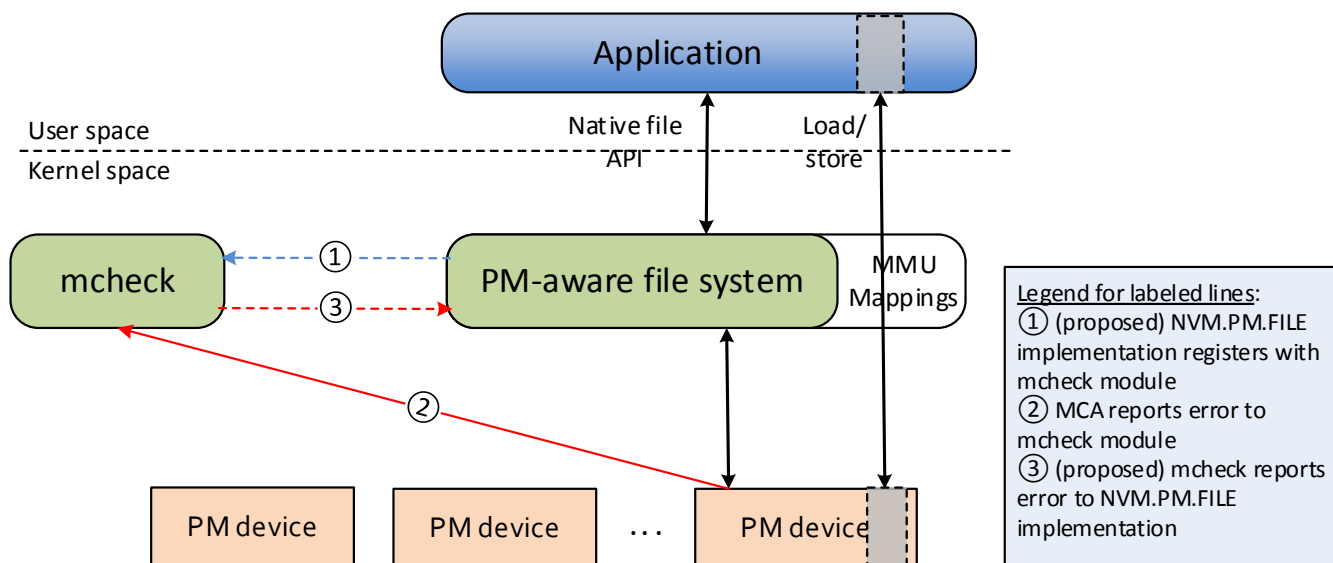 Application
User space
Native file
API
Load/
store
Kernel space
mcheck
①
③
PM-aware file system
MMU
Mappings
②
PM device
PM device
...
PM device
Legend for labeled lines:
① (proposed) NVM.PM.FILE
implementation registers with
mcheck module
② MCA reports error to
mcheck module
③ (proposed) mcheck reports
error to NVM.PM.FILE
implementation